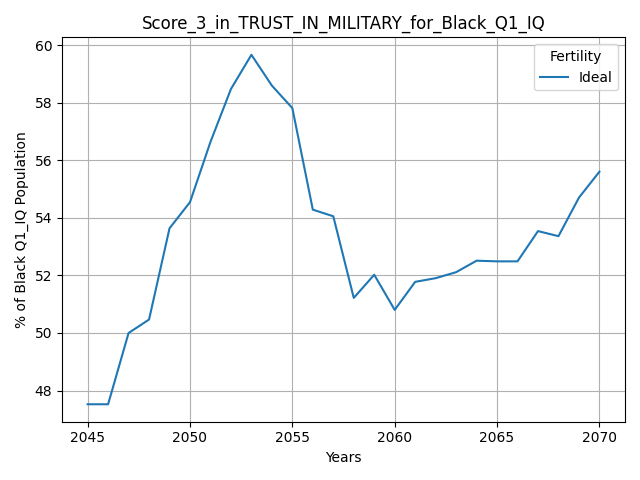 Score_3_in_TRUST_IN_MILITARY_for_Black_Q1_IQ
Fertility
Ideal
% of Black Q1_IQ Population
60
58
56
54
52
50
48
2045
2050
2055
2060
2065
2070
Years